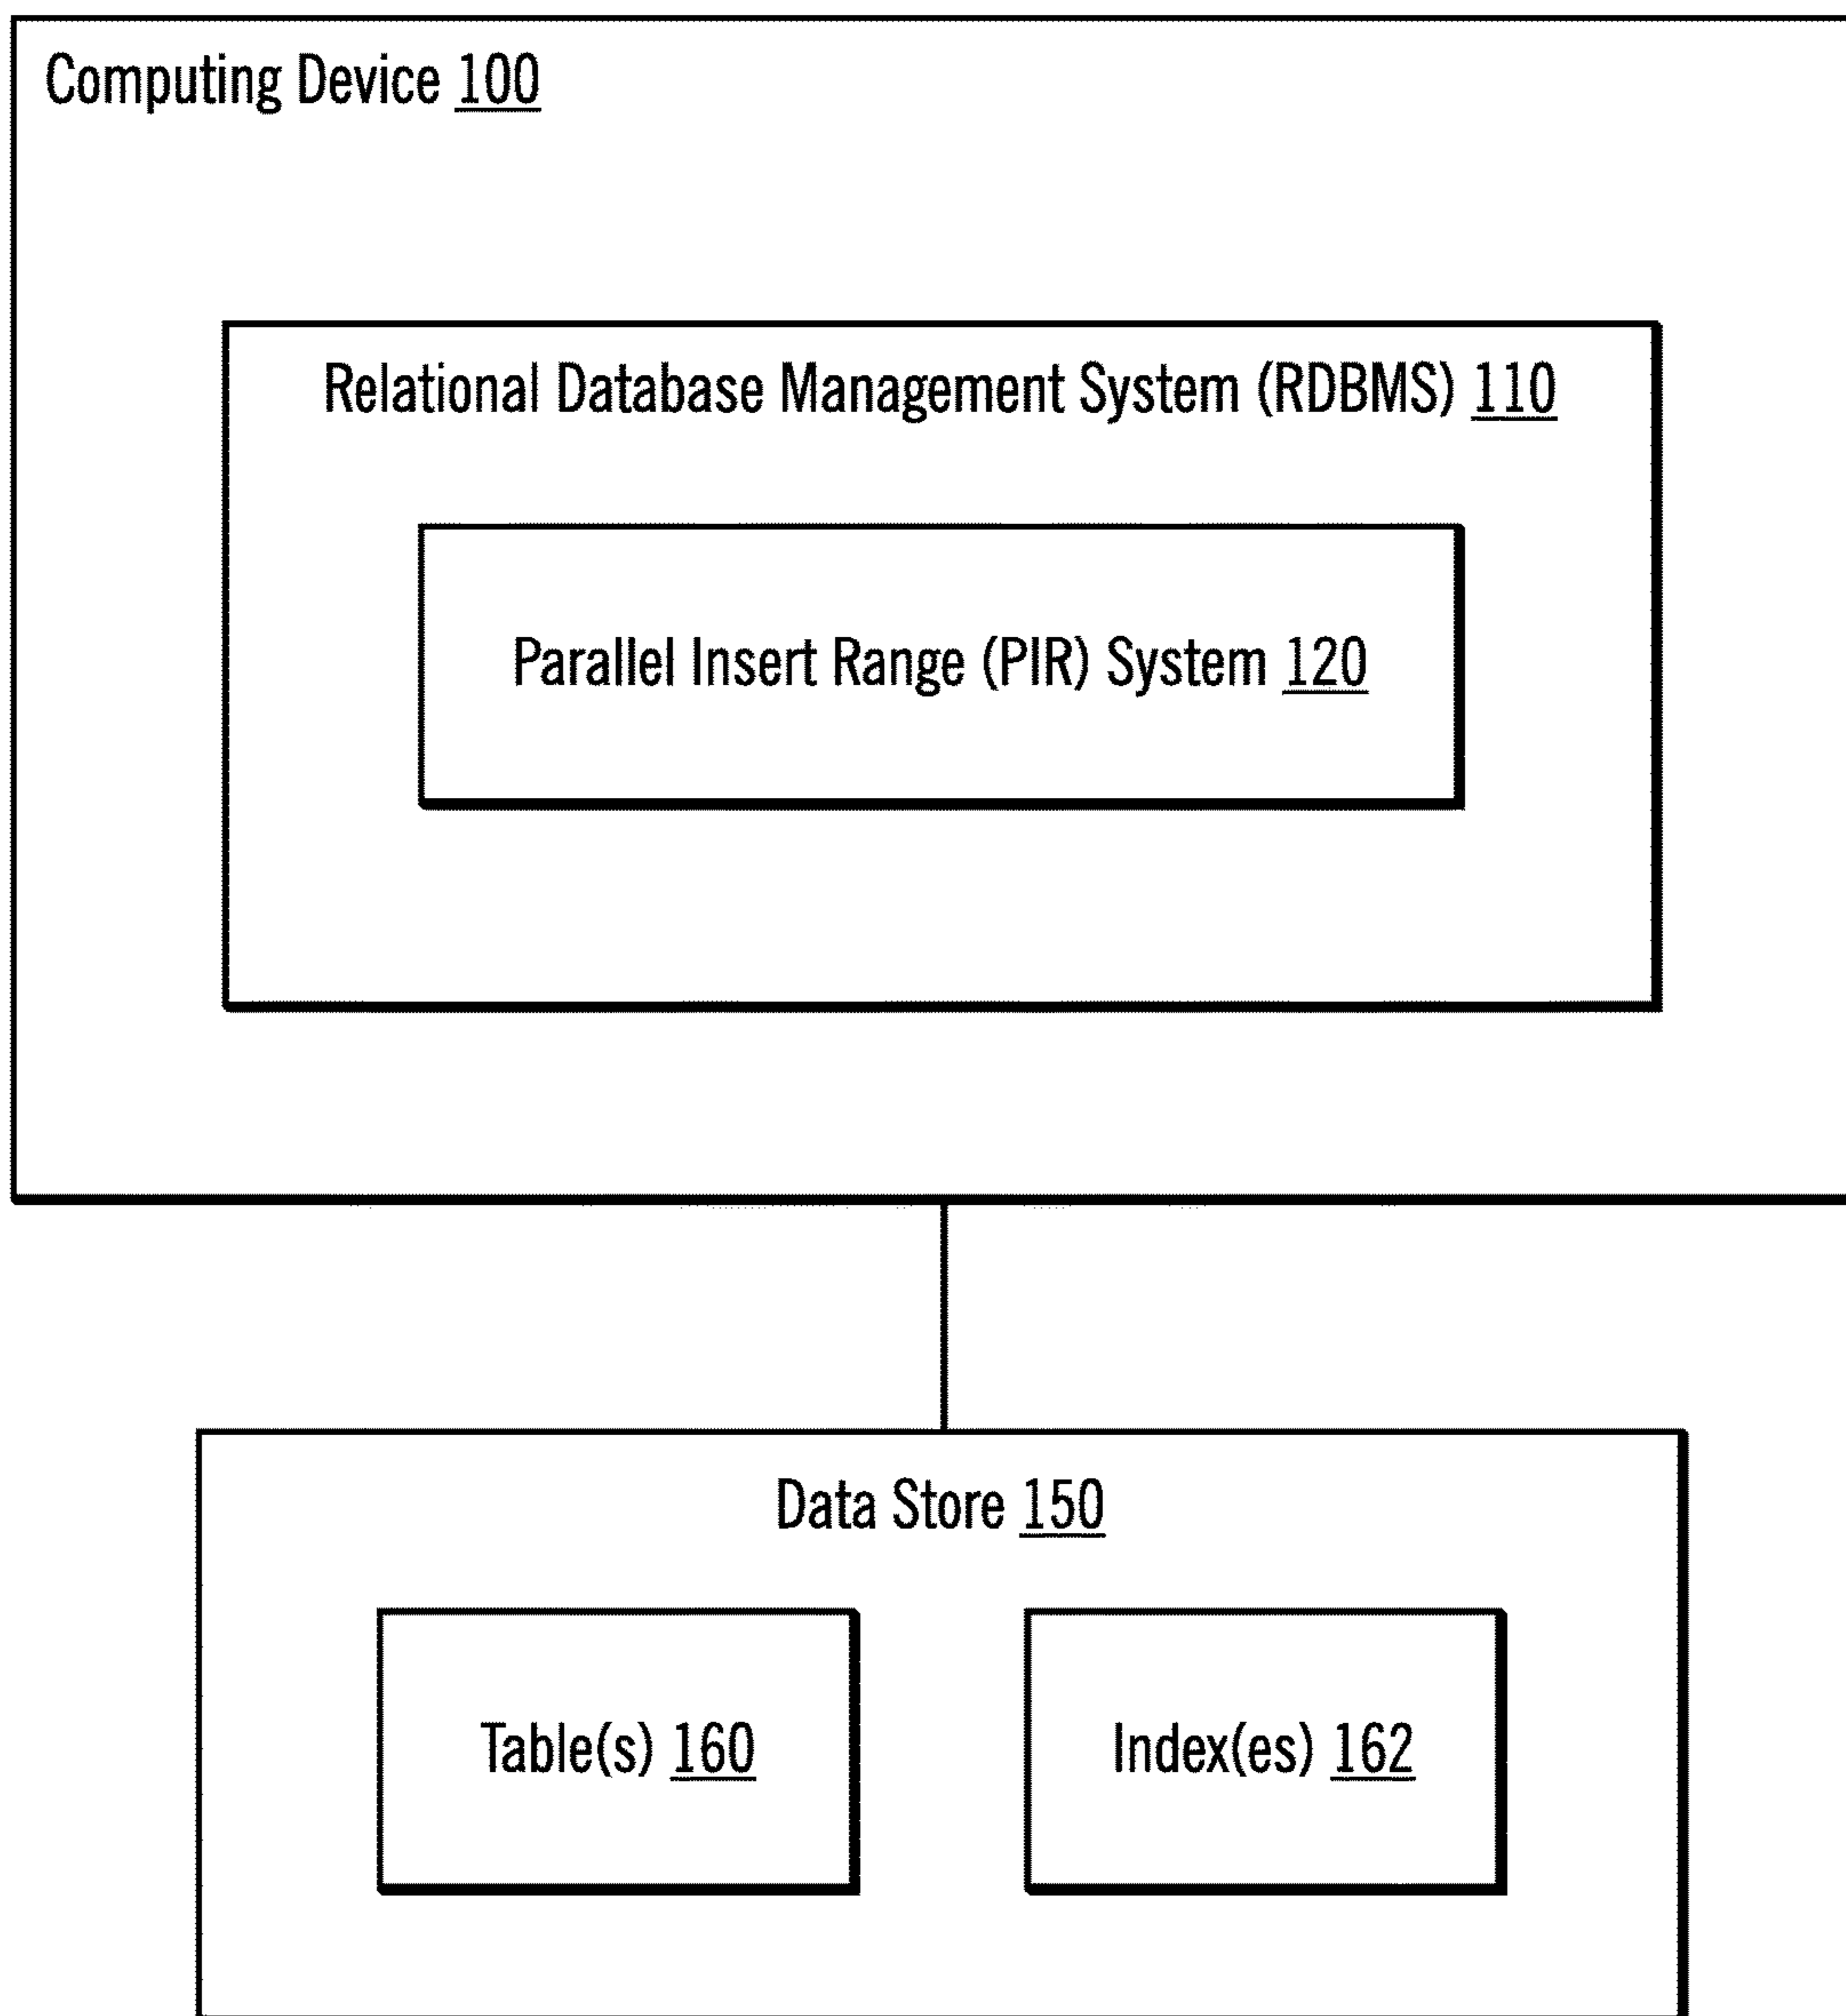 Computing Device 100
Relational Database Management System (RDBMS) 110
Parallel Insert Range (PIR) System 120
Data Store 150
Table(s) 160
Index(es) 162